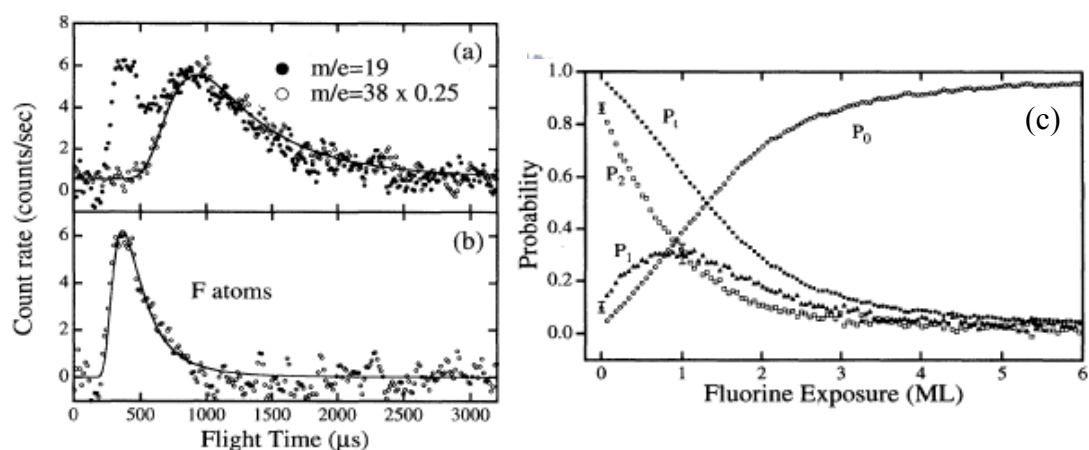 8
6
4
2
0
(a)
● m/e=19
○ m/e=38 x 0.25
Count rate (counts/sec)
6
4
2
0
(b)
F atoms
0 500 1000 1500 2000 2500 3000
Flight Time (μs)
(c)
1.0
0.8
0.6
0.4
0.2
0.0
Probability
Pt
P0
P2
P1
0 1 2 3 4 5 6
Fluorine Exposure (ML)